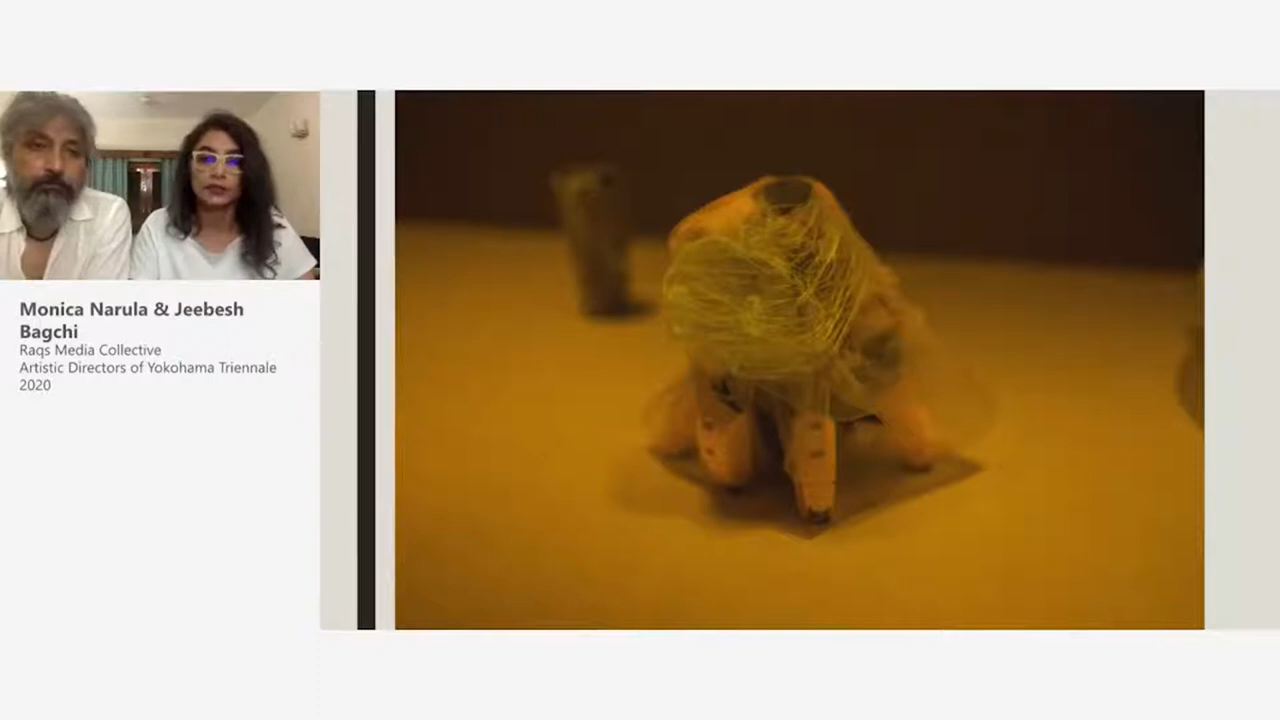 Monica Narula & Jeebesh
Bagchi
Raqs Media Collective
Artistic Directors of Yokohama Triennale
2020